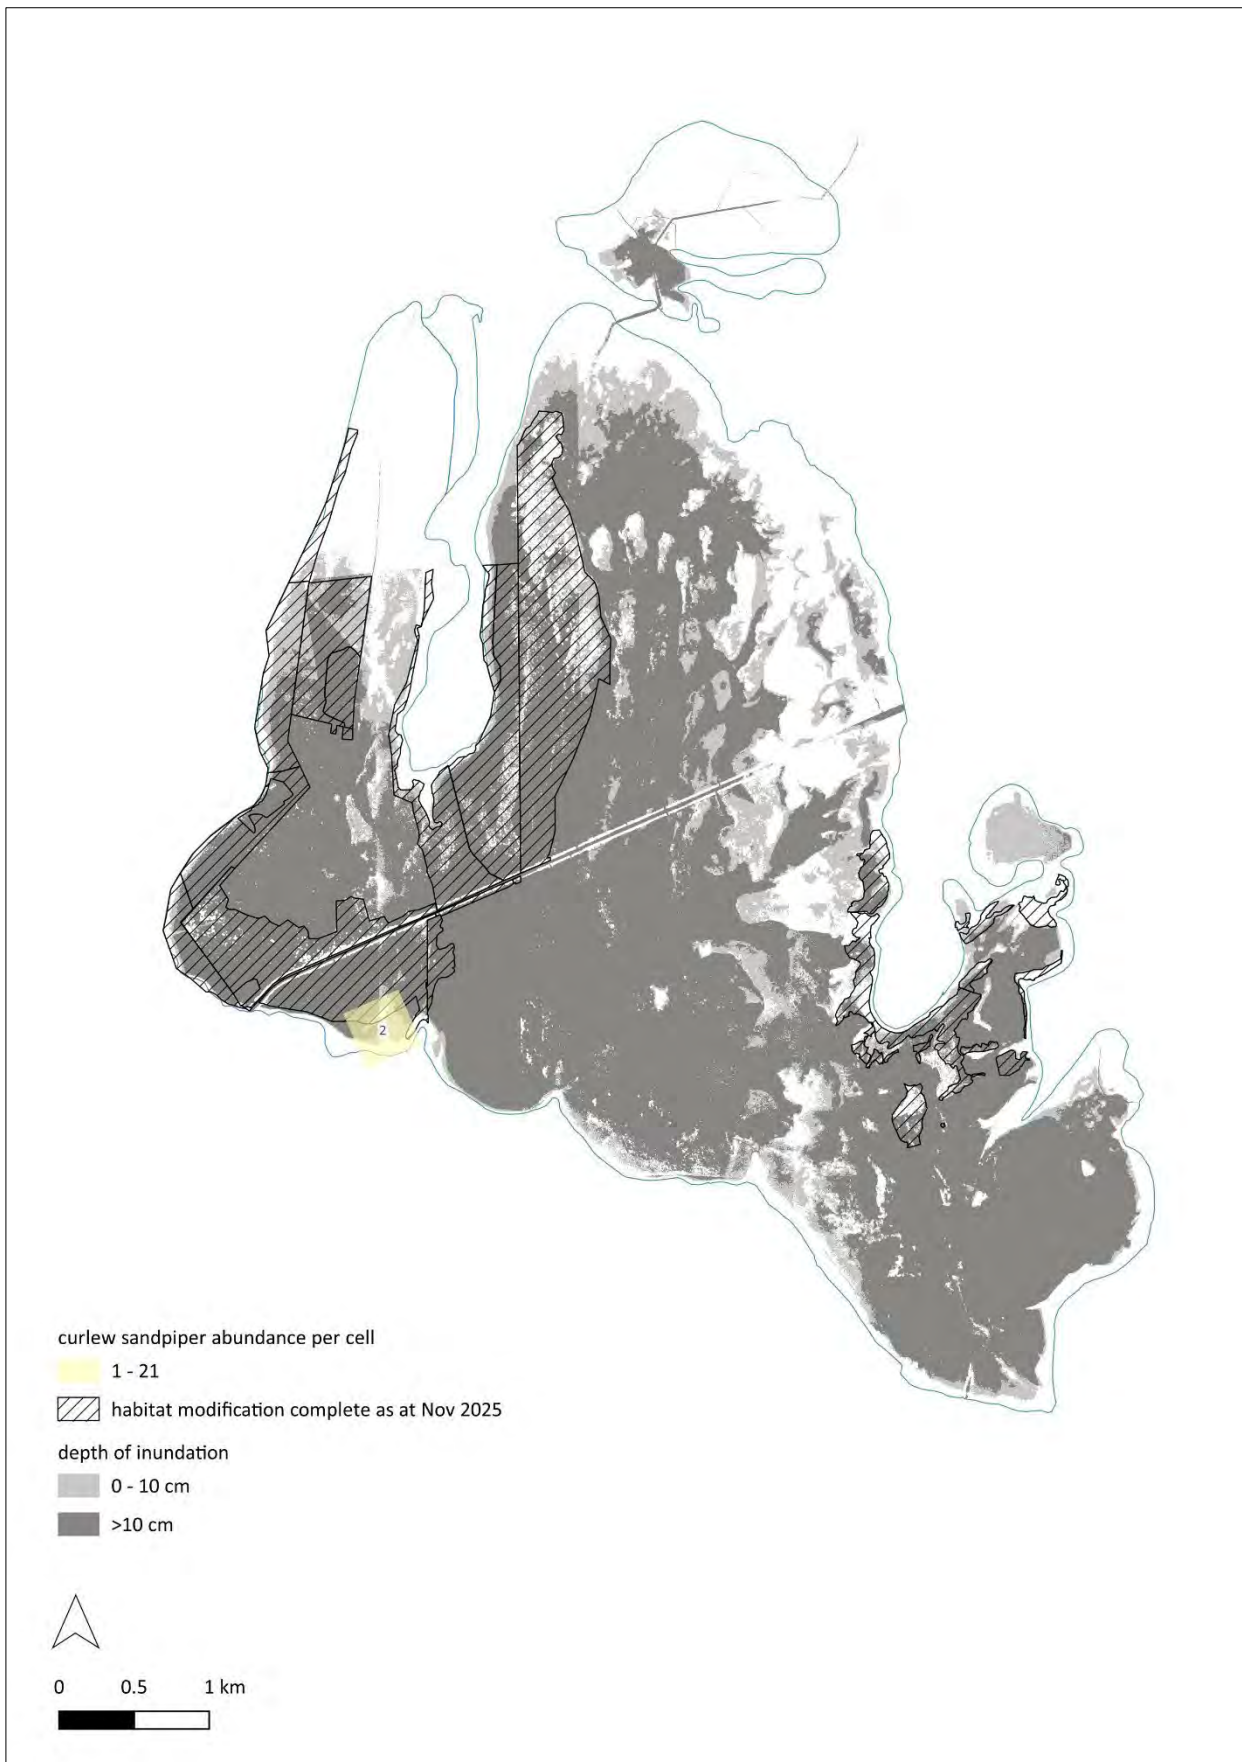 2
curlew sandpiper abundance per cell
1 - 21
habitat modification complete as at Nov 2025
depth of inundation
0 - 10 cm
>10 cm
0 0.5 1 km